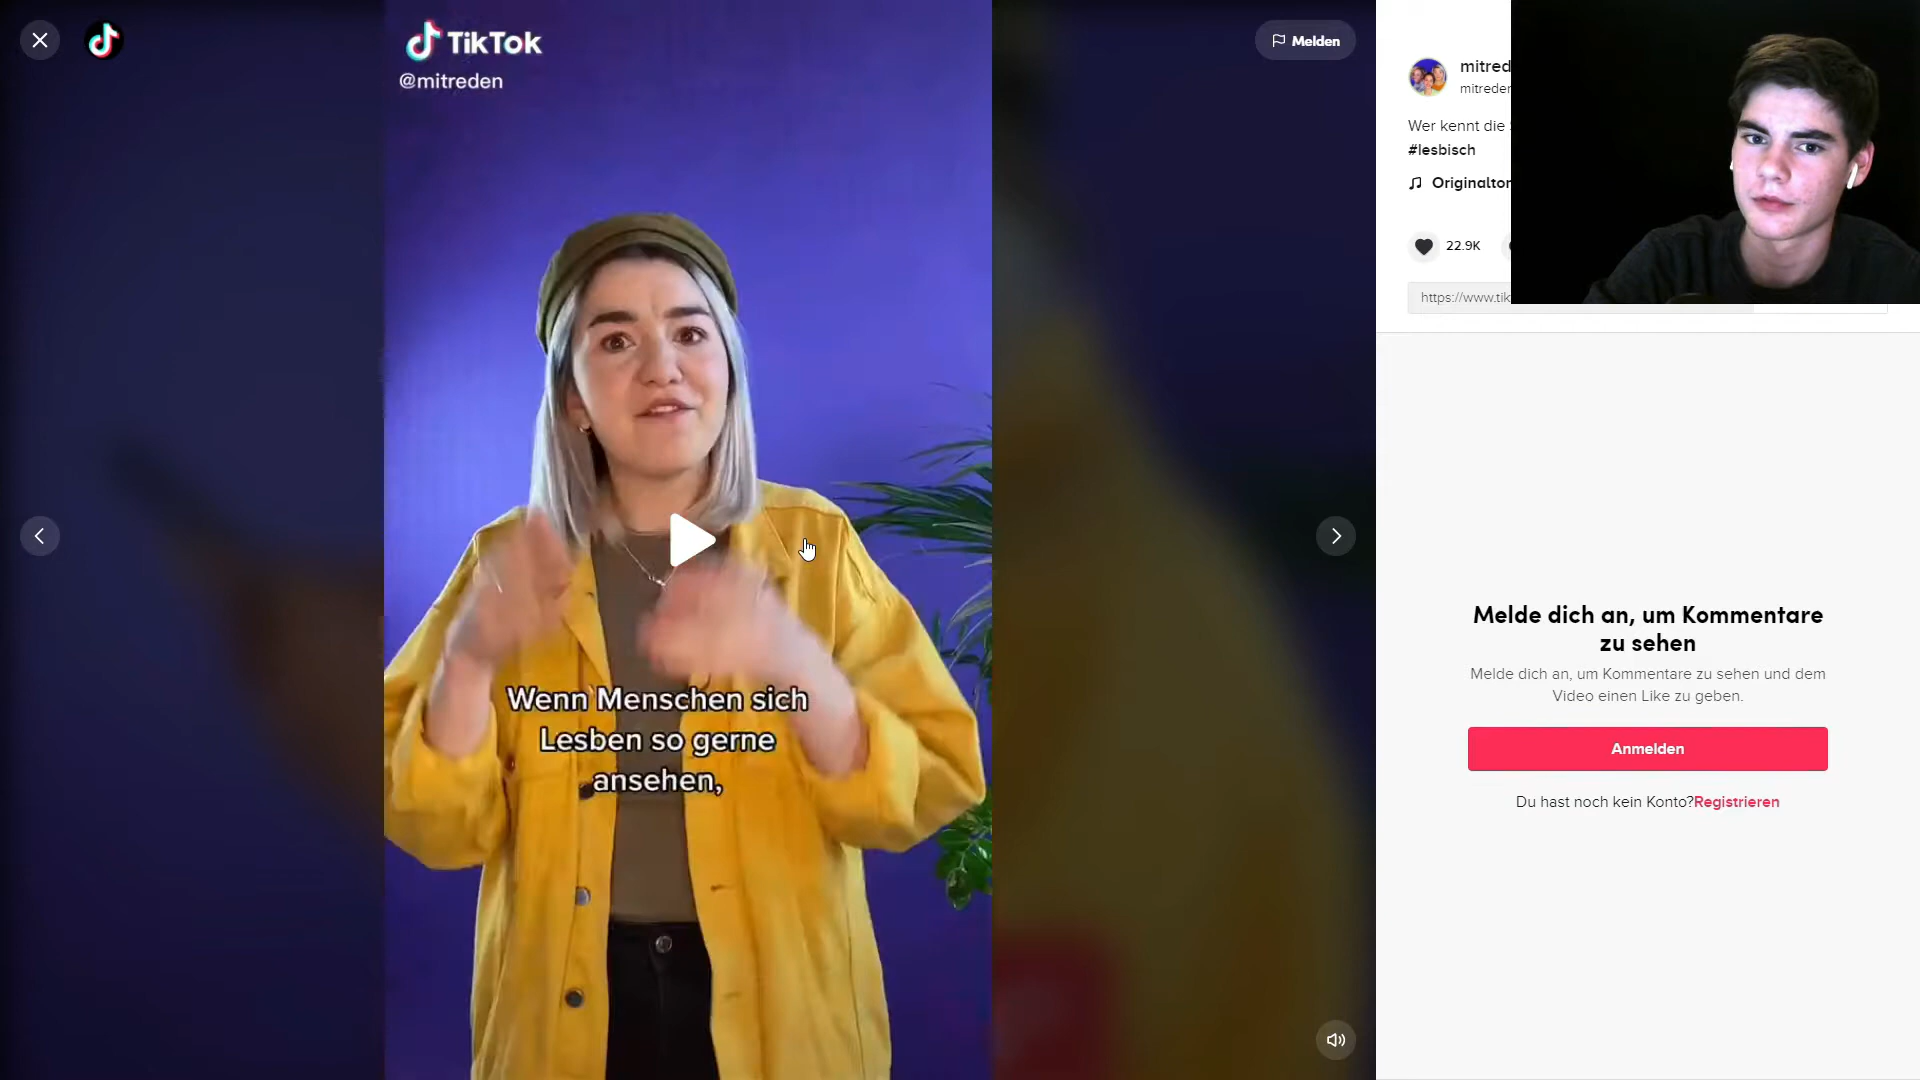 TikTok
@mitreden
Melden
Wenn Menschen sich
Lesben so gerne
ansehen,
Wer kennt die
#lesbisch
Originalton
22.9K
https://www.tik
Melde dich an, um Kommentare
zu sehen
Melde dich an, um Kommentare zu sehen und dem
Video einen Like zu geben.
Anmelden
Du hast noch kein Konto?Registrieren